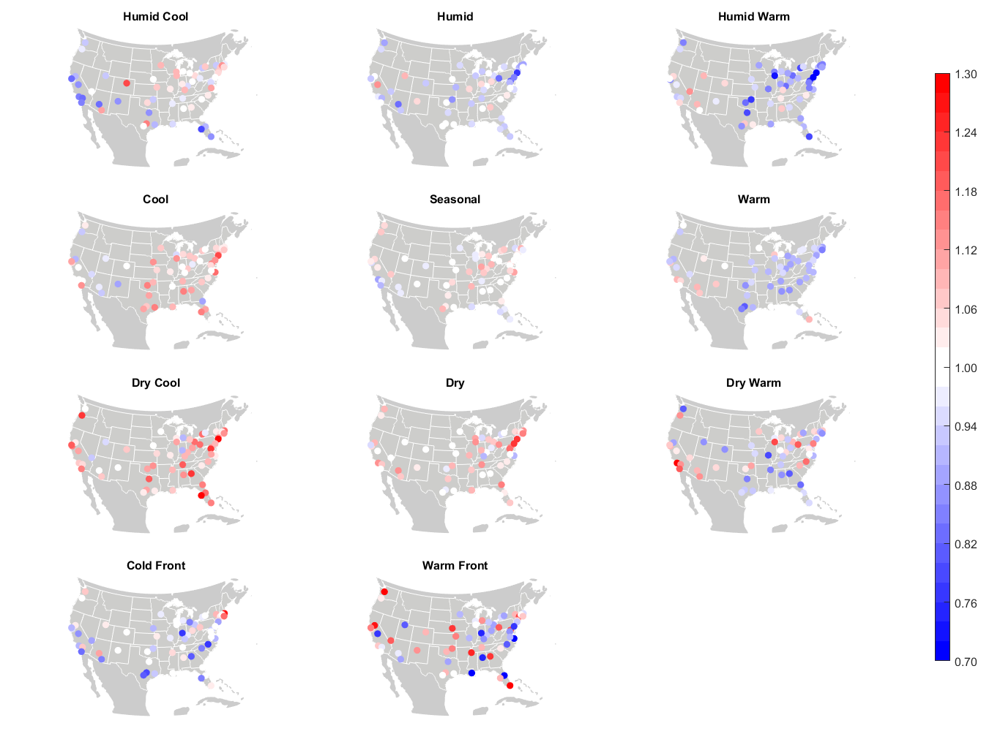 Humid Cool
Humid
Humid Warm
Cool
Seasonal
Warm
Dry Cool
Dry
Dry Warm
Cold Front
Warm Front
1.30
1.24
1.18
1.12
1.06
1.00
0.94
0.88
0.82
0.76
0.70